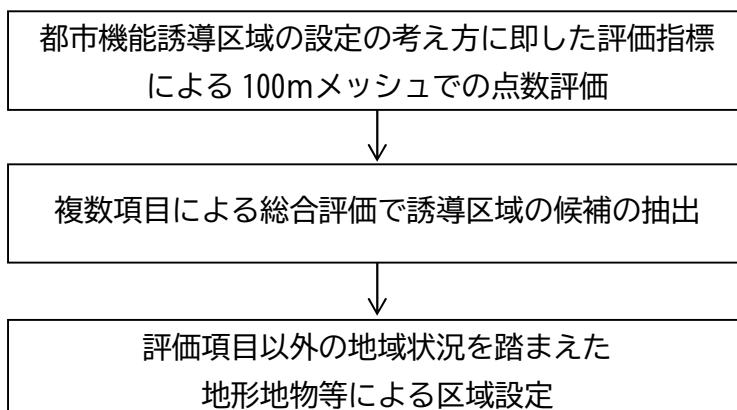 都市機能誘導区域の設定の考え方に即した評価指標
による 100mメッシュでの点数評価
複数項目による総合評価で誘導区域の候補の抽出
評価項目以外の地域状況を踏まえた
地形地物等による区域設定